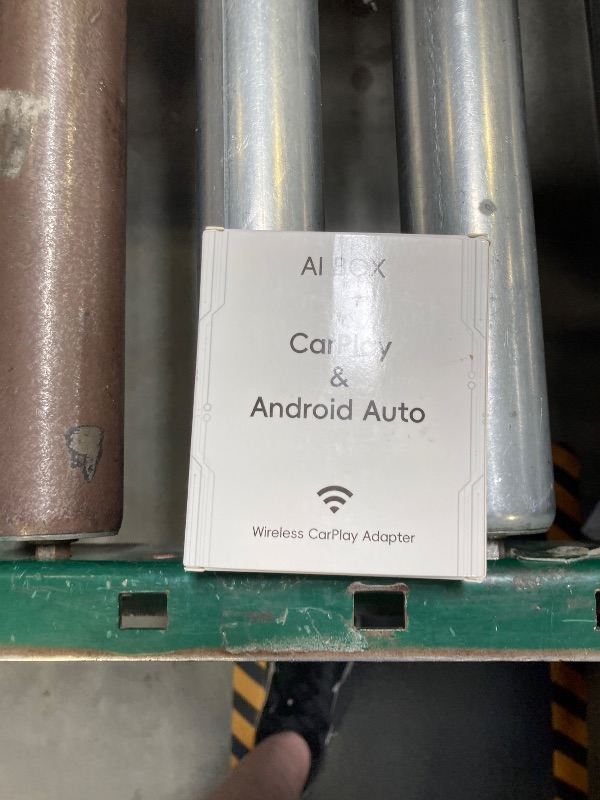 AI BOX
CarPlay
&
Android Auto
Wireless CarPlay Adapter